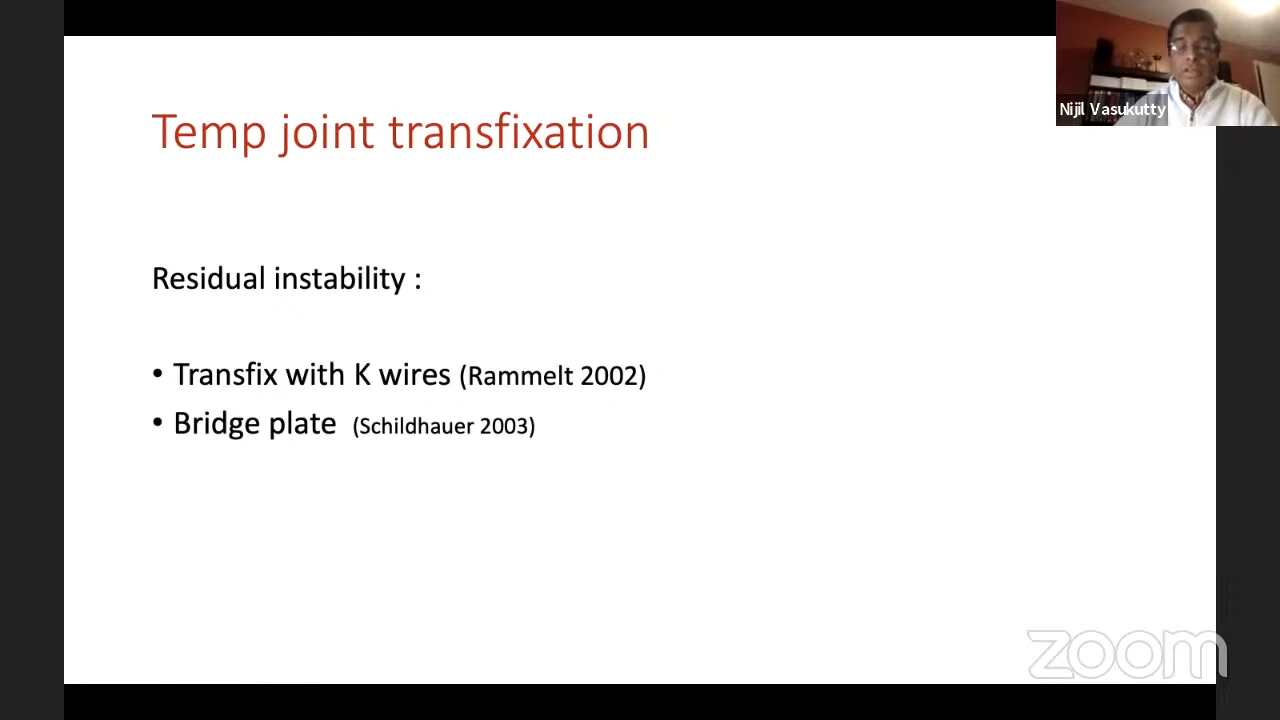 Nijil Vasukutty
Temp joint transfixation
Residual instability :
• Transfix with K wires (Rammelt 2002)
• Bridge plate (Schildhauer 2003)
zoom